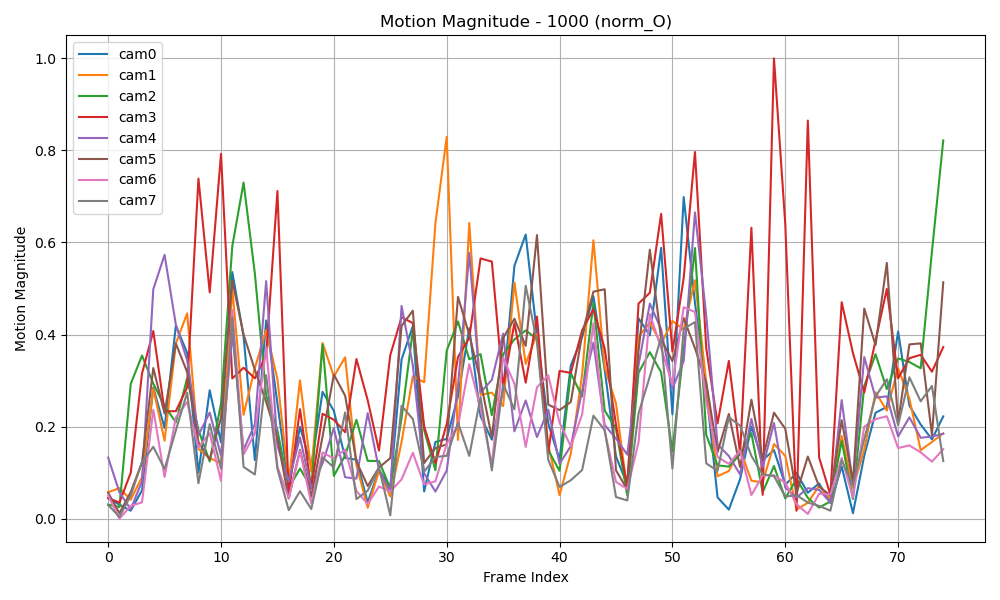 Motion Magnitude - 1000 (norm_O)
cam0
cam1
cam2
cam3
cam4
cam5
cam6
cam7
Motion Magnitude
1.0
0.8
0.6
0.4
0.2
0.0
0 10 20 30 40 50 60 70
Frame Index